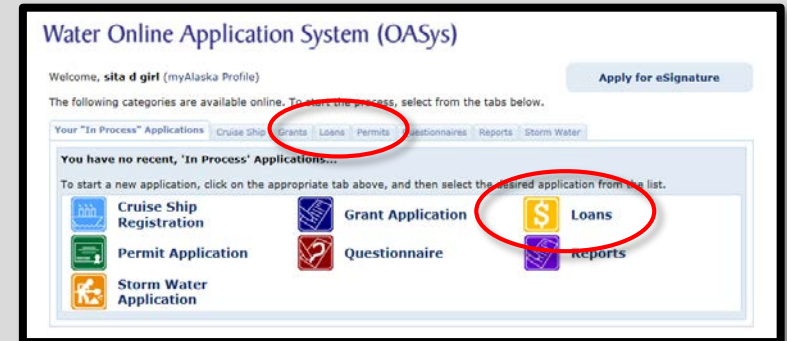 Water Online Application System (OASys)
Welcome, sita d girl (myAlaska Profile)
Apply for eSignature
The following categories are available online. To start the process, select from the tabs below.
Your "In Process" Applications Cruise Ship Grants Loans Permits Questionnaires Reports Storm Water
You have no recent, 'In Process' Applications...
To start a new application, click on the appropriate tab above, and then select the desired application from the list.
Cruise Ship
Registration
Grant Application
Loans
Permit Application
Questionnaire
Reports
Storm Water
Application